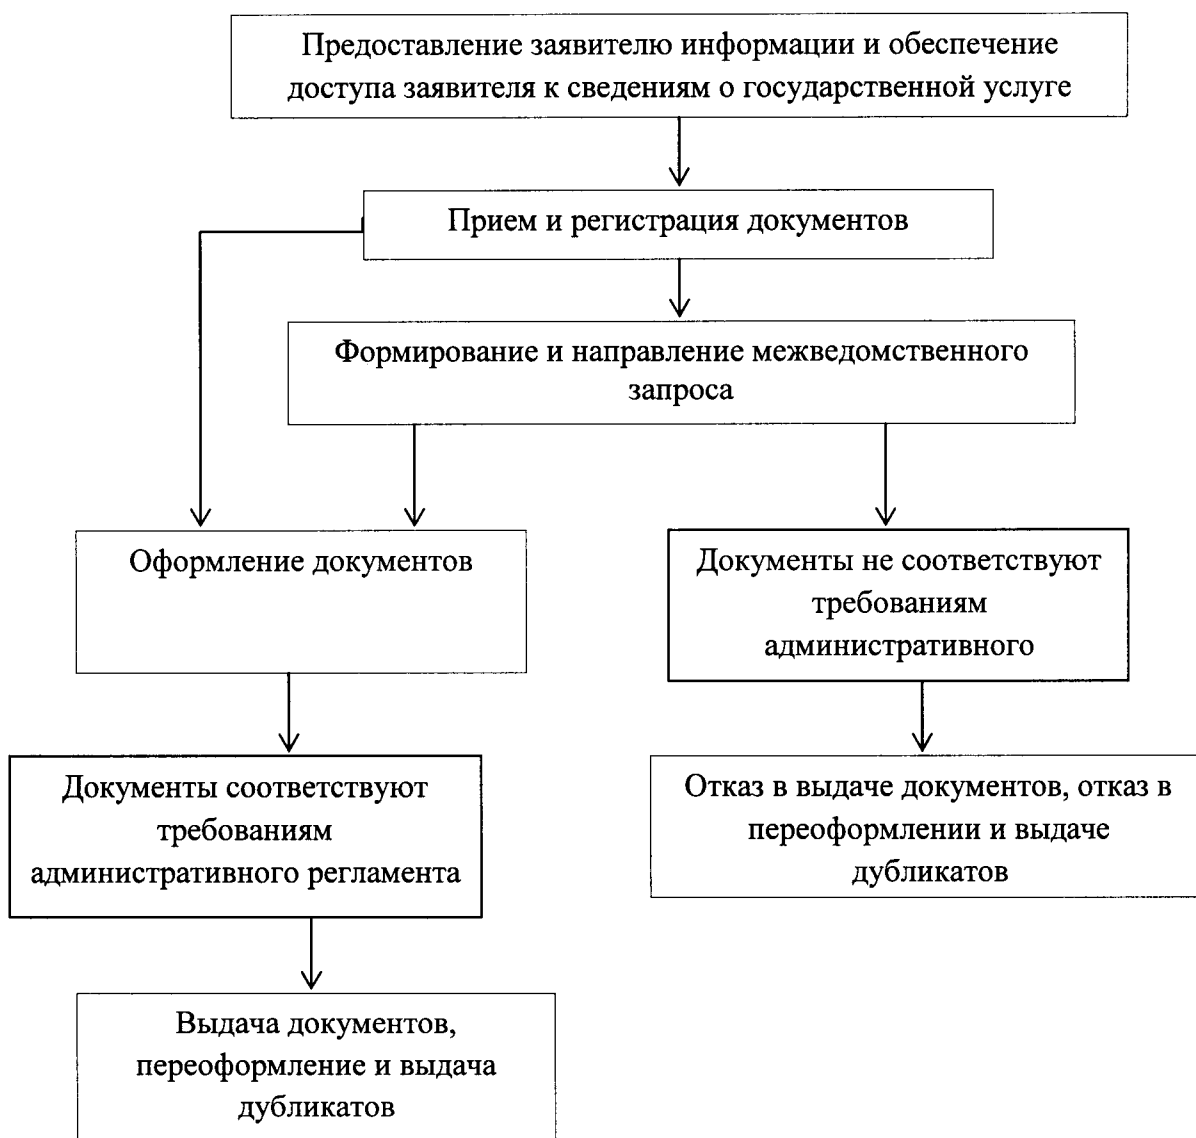 Предоставление заявителю информации и обеспечение
доступа заявителя к сведениям о государственной услуге
Прием и регистрация документов
Формирование и направление межведомственного
запроса
Оформление документов
Документы не соответствуют
требованиям
административного
Документы соответствуют
требованиям
административного регламента
Отказ в выдаче документов, отказ в
переоформлении и выдаче
дубликатов
Выдача документов,
переоформление и выдача
дубликатов